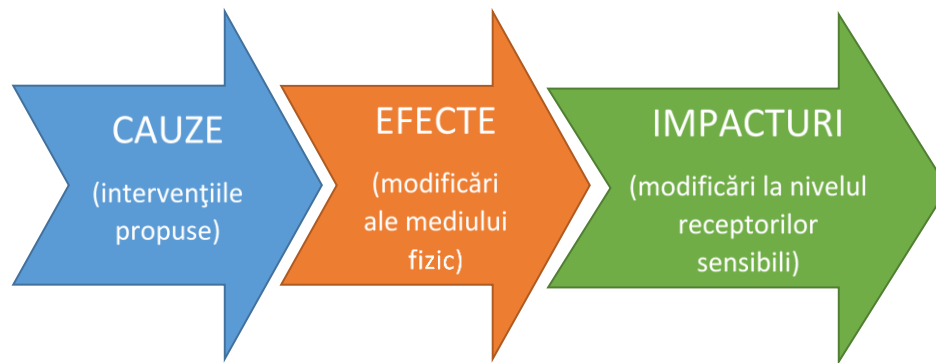 CAUZE
(intervenţiile
propuse)
EFECTE
(modificări
ale mediului
fizic)
IMPACTURI
(modificări la nivelul
receptorilor
sensibili)